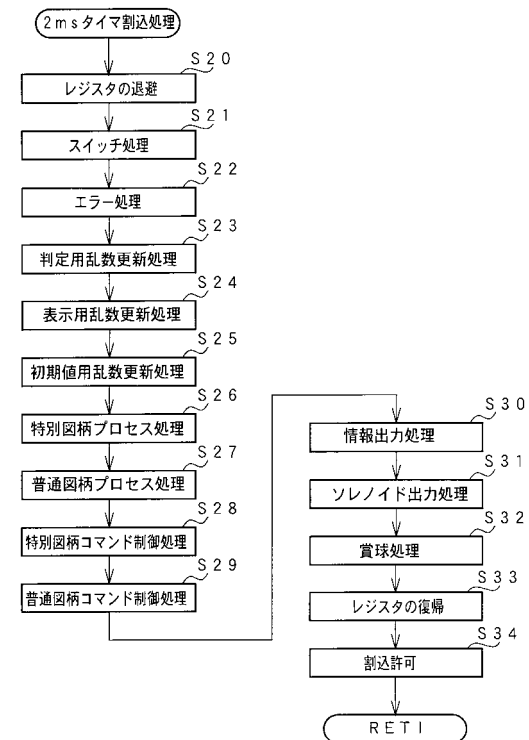 2msタイマ割込処理
S20
レジスタの退避
S21
スイッチ処理
S22
エラー処理
S23
判定用乱数更新処理
S24
表示用乱数更新処理
S25
初期値用乱数更新処理
S26
特別図柄プロセス処理
S27
普通図柄プロセス処理
S28
特別図柄コマンド制御処理
S29
普通図柄コマンド制御処理
S30
情報出力処理
S31
ソレノイド出力処理
S32
賞球処理
S33
レジスタの復帰
S34
割込許可
RETI